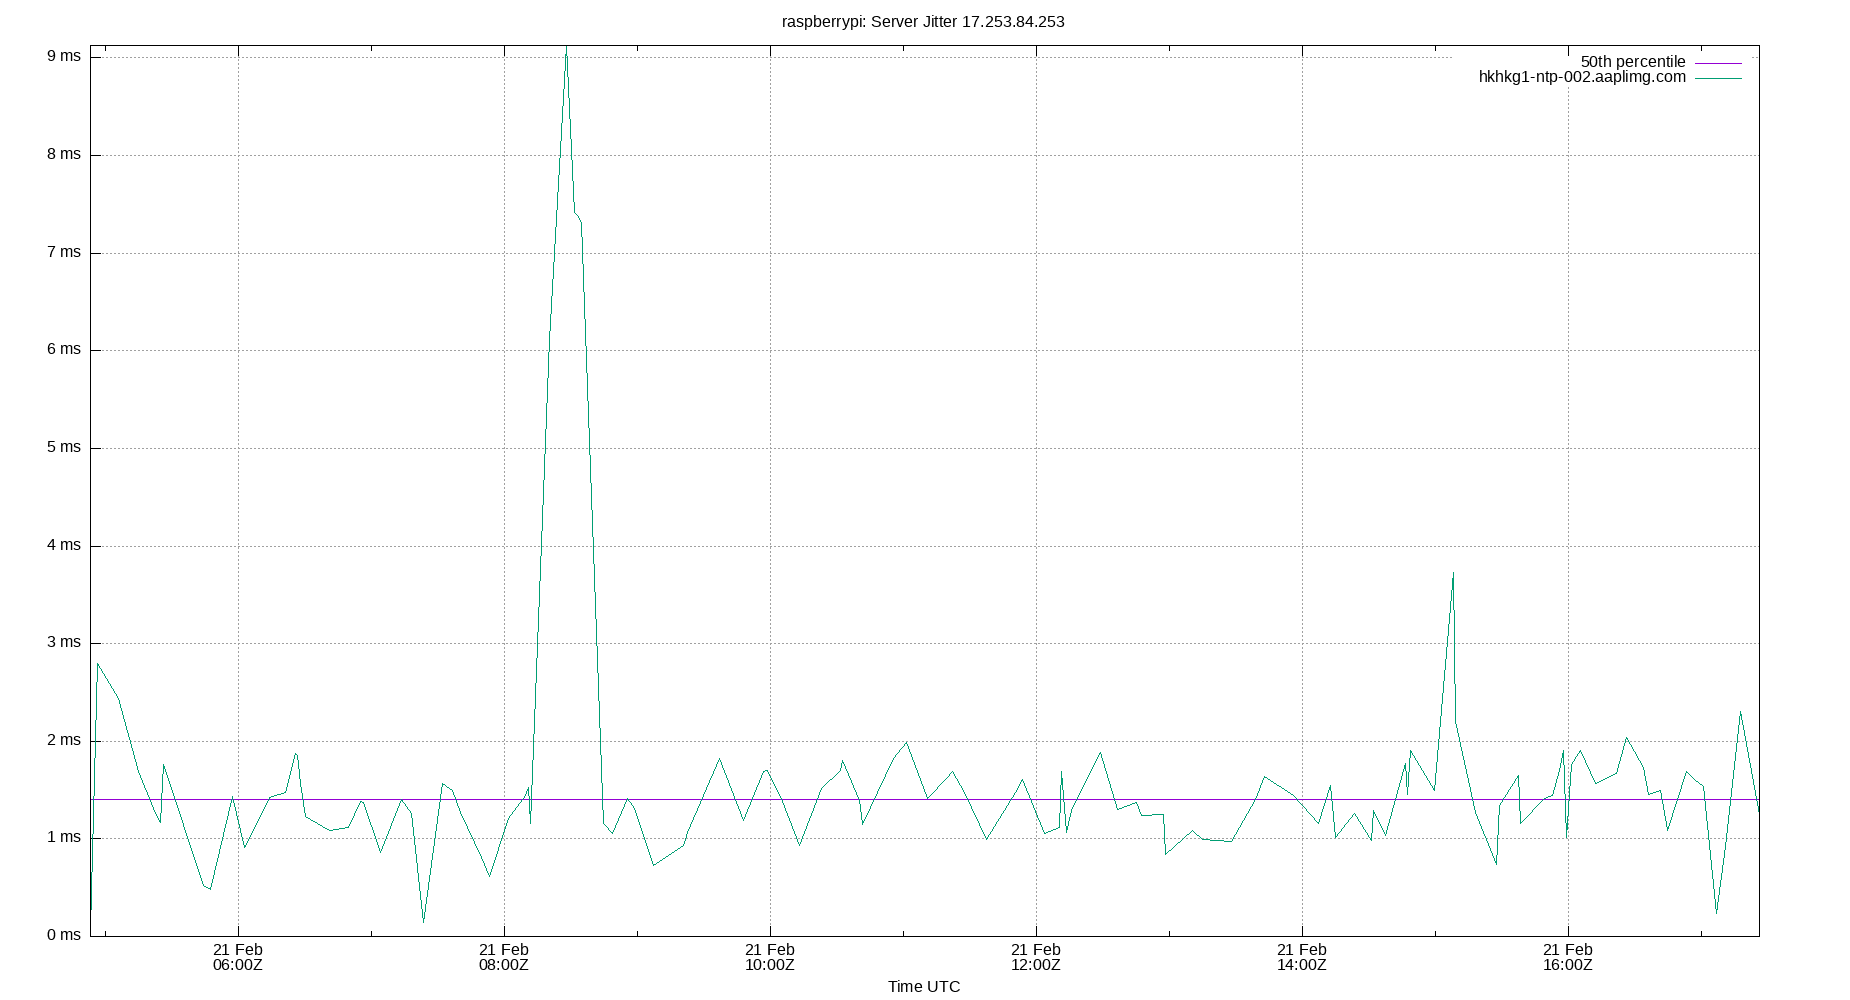 raspberrypi: Server Jitter 17.253.84.253
9 ms
8 ms
7 ms
6 ms
5 ms
4 ms
3 ms
2 ms
1 ms
0 ms
50th percentile
hkhkg1-ntp-002.aaplimg.com
21 Feb 21 Feb 21 Feb 21 Feb 21 Feb 21 Feb
06:00Z 08:00Z 10:00Z 12:00Z 14:00Z 16:00Z
Time UTC